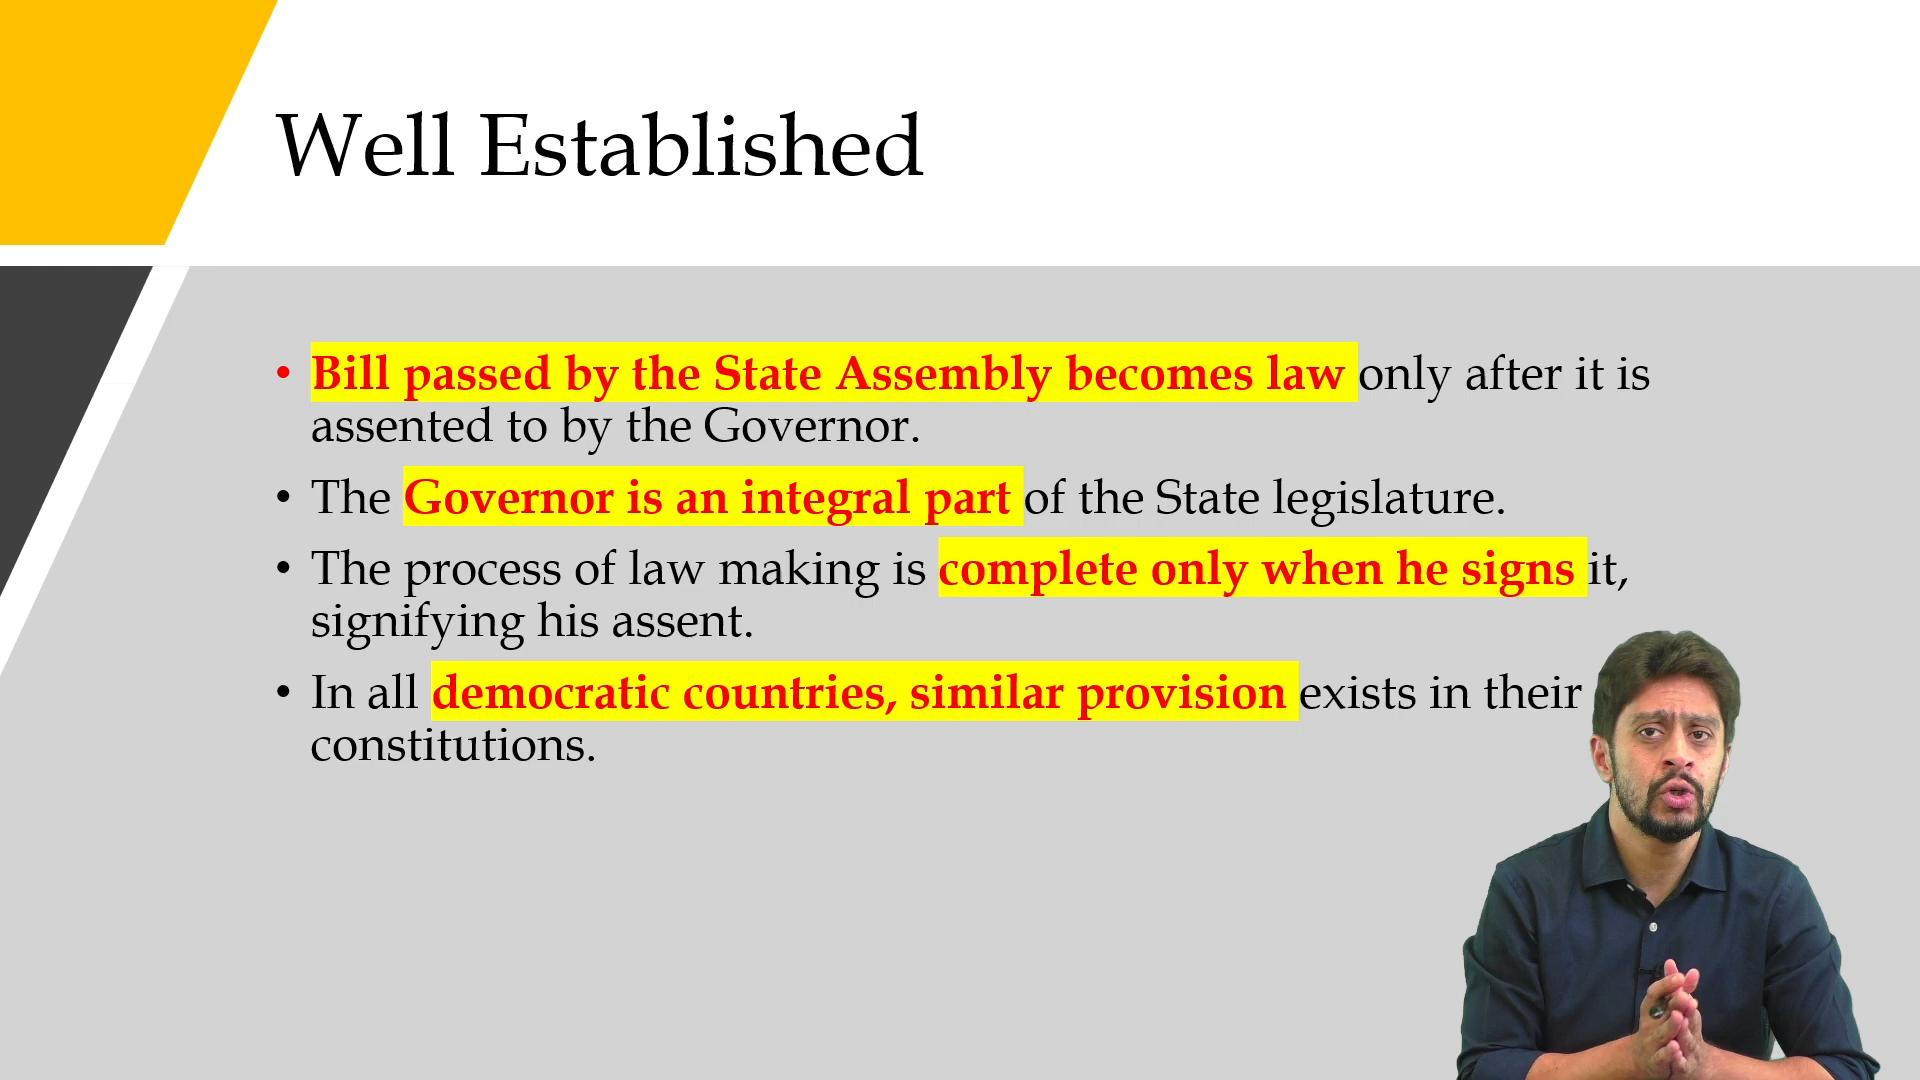 Well Established
• Bill passed by the State Assembly becomes law only after it is
assented to by the Governor.
• The Governor is an integral part of the State legislature.
• The process of law making is complete only when he signs it,
signifying his assent.
• In all democratic countries, similar provision exists in their
constitutions.